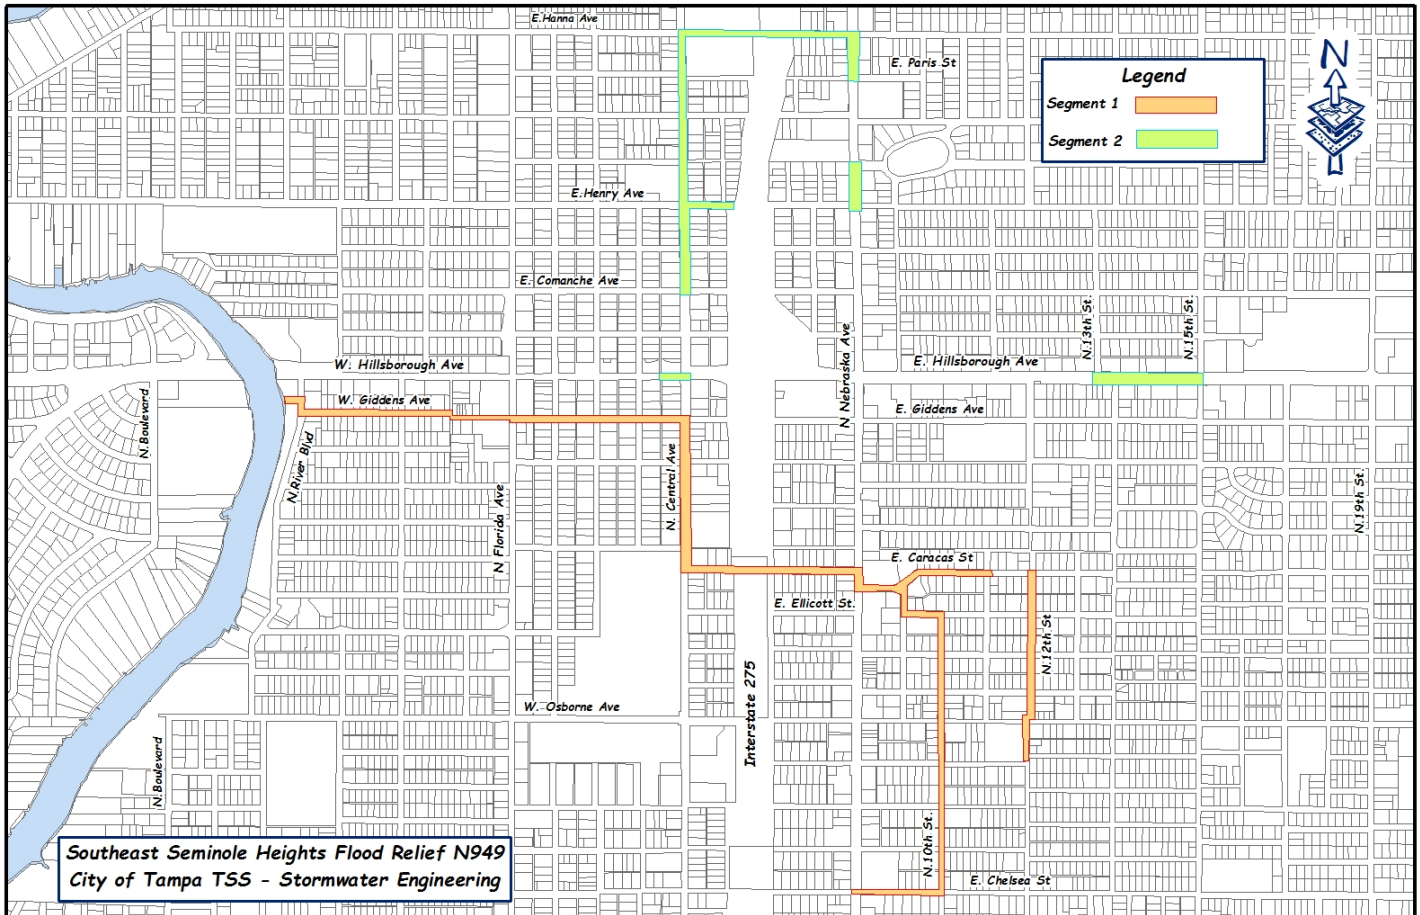 E.Hanna Ave
N
E. Paris St
Legend
Segment 1
Segment 2
E.Henry Ave
E. Comanche Ave
N.13th St.
N.15th St.
N Nebraska Ave
W. Hillsborough Ave
E. Hillsborough Ave
N.Boulevard
W. Giddens Ave
E. Giddens Ave
N.River Blvd
N. Central Ave
N Florida Ave
N.19th St.
E. Caracas St
E. Ellicott St.
N.12th St
Interstate 275
W. Osborne Ave
N.Boulevard
N.10th St.
E. Chelsea St
Southeast Seminole Heights Flood Relief N949
City of Tampa TSS - Stormwater Engineering